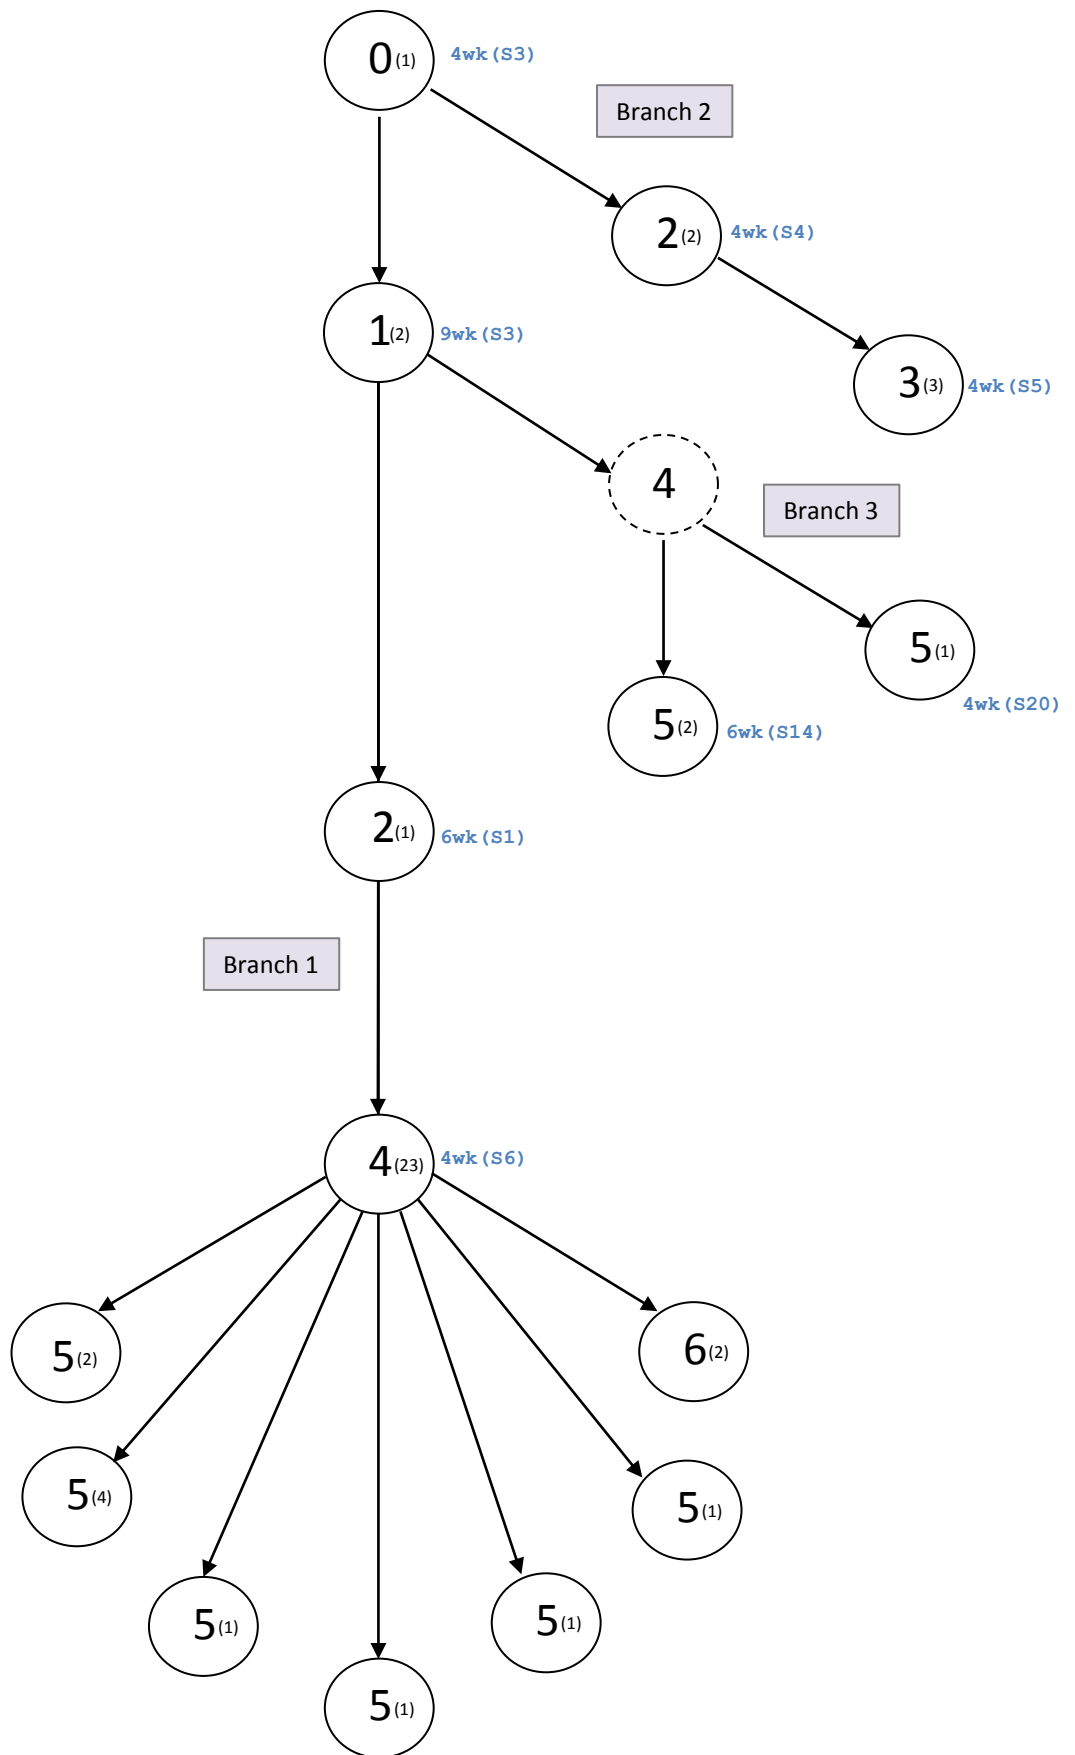 0(1) 4wk(S3)
Branch 2
2(2) 4wk(S4)
1(2) 9wk(S3)
3(3) 4wk(S5)
4
Branch 3
5(1)
4wk(S20)
5(2) 6wk(S14)
2(1) 6wk(S1)
Branch 1
4(23) 4wk(S6)
5(2)
6(2)
5(4)
5(1)
5(1)
5(1)
5(1)